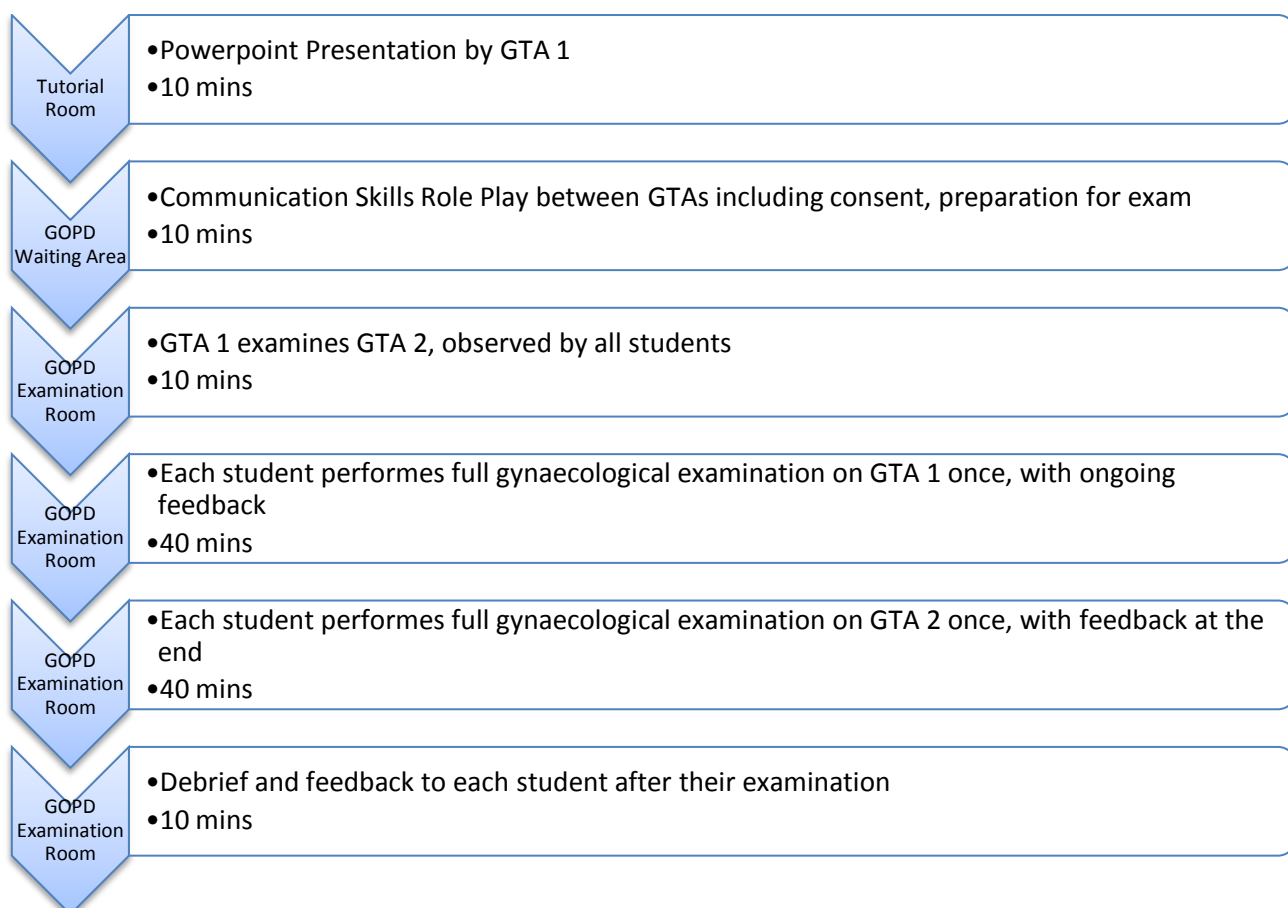 Tutorial
Room
•Powerpoint Presentation by GTA 1
•10 mins
GOPD
Waiting Area
•Communication Skills Role Play between GTAs including consent, preparation for exam
•10 mins
GOPD
Examination
Room
•GTA 1 examines GTA 2, observed by all students
•10 mins
GOPD
Examination
Room
•Each student performes full gynaecological examination on GTA 1 once, with ongoing
feedback
•40 mins
GOPD
Examination
Room
•Each student performes full gynaecological examination on GTA 2 once, with feedback at the
end
•40 mins
GOPD
Examination
Room
•Debrief and feedback to each student after their examination
•10 mins